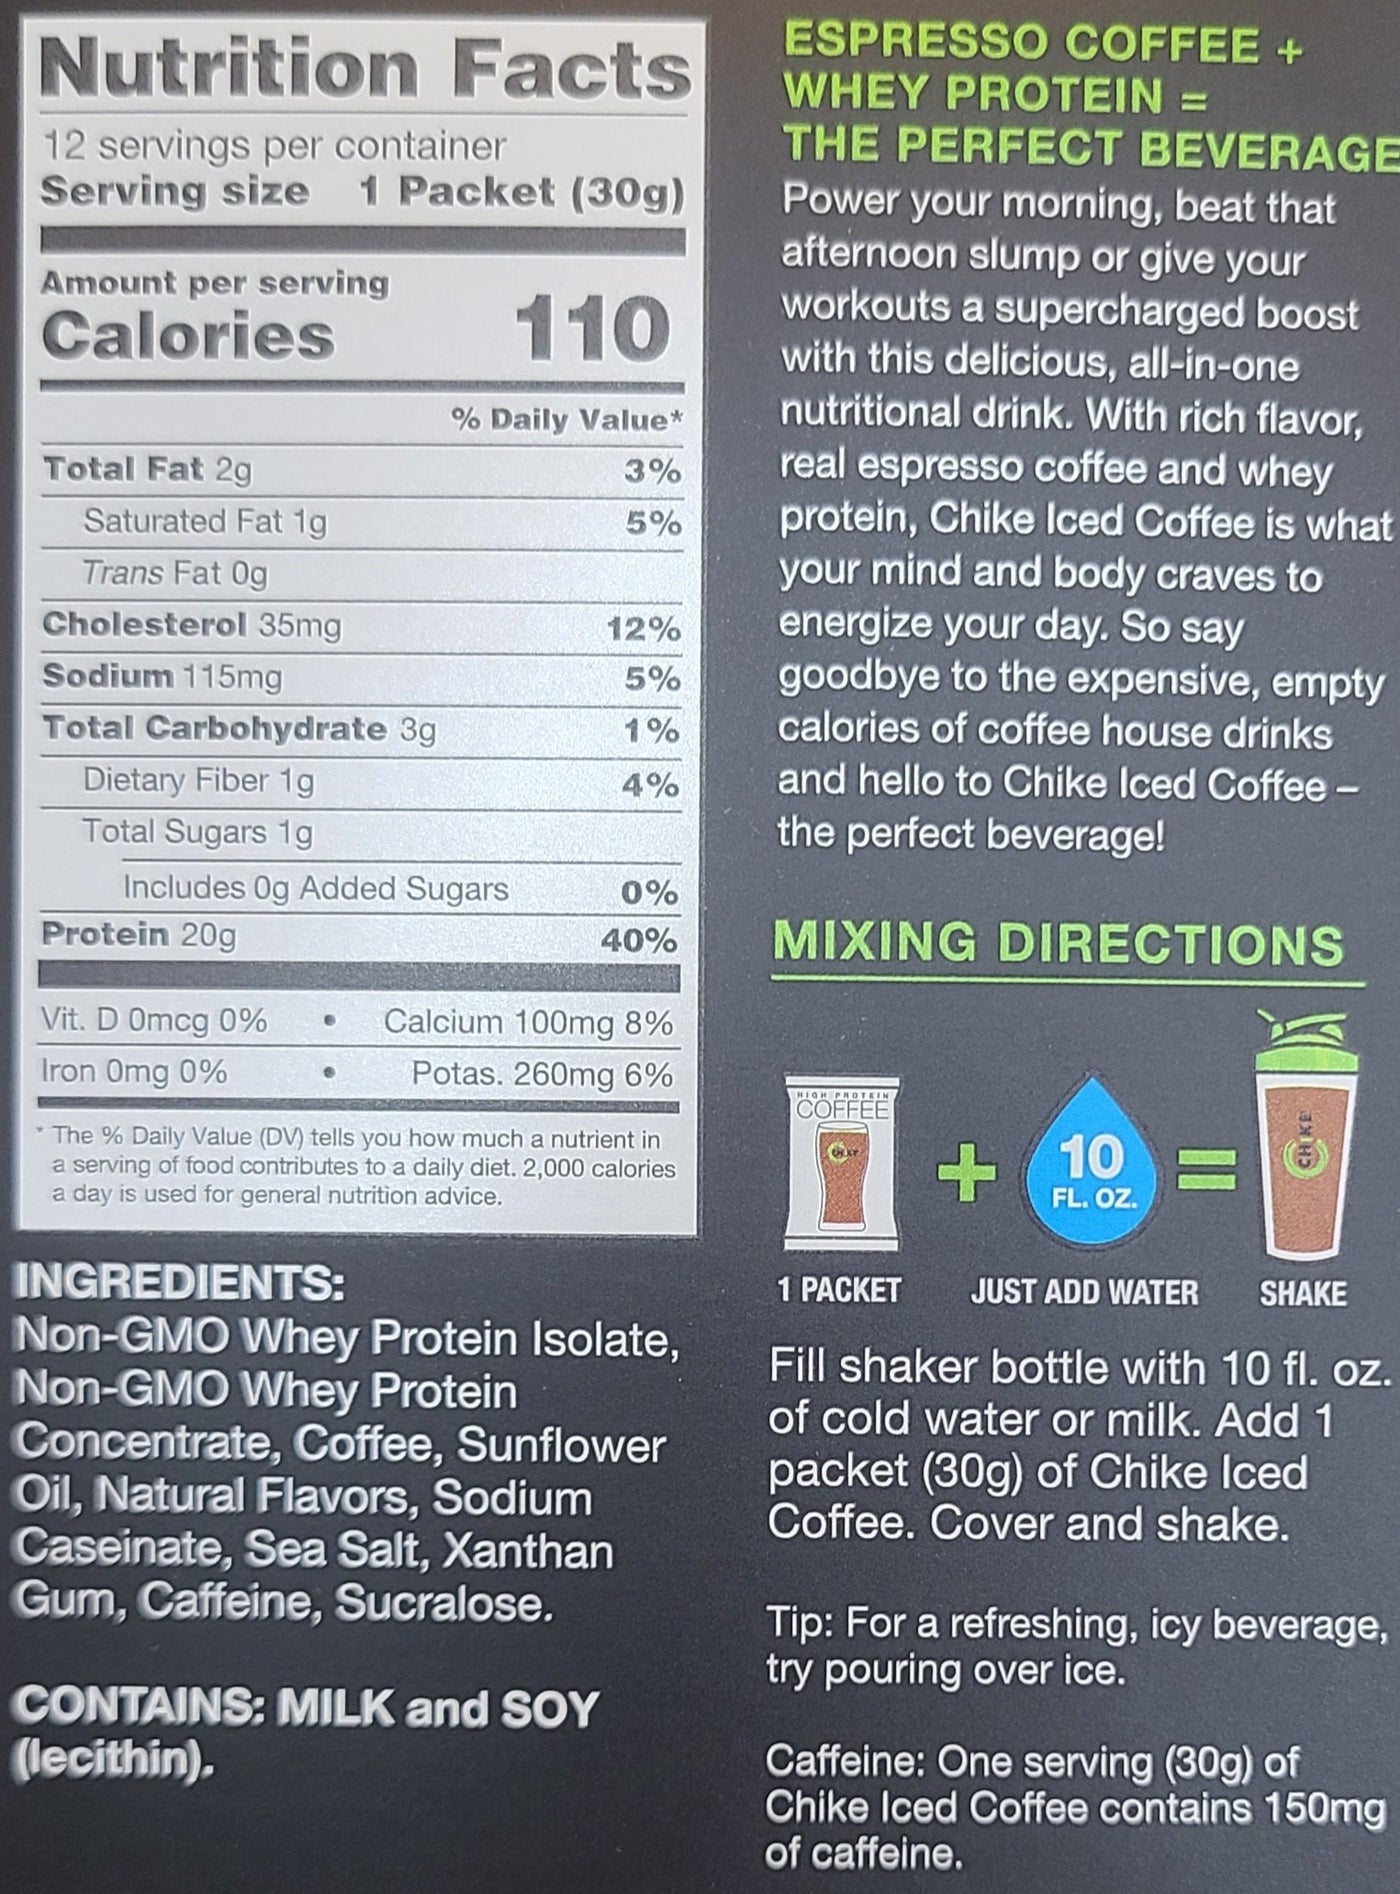 Nutrition Facts
12 servings per container
Serving size 1 Packet (30g)
Amount per serving
Calories 110
% Daily Value*
Total Fat 2g 3%
Saturated Fat 1g 5%
Trans Fat 0g
Cholesterol 35mg 12%
Sodium 115mg 5%
Total Carbohydrate 3g 1%
Dietary Fiber 1g 4%
Total Sugars 1g
Includes 0g Added Sugars 0%
Protein 20g 40%
Vit. D 0mcg 0% • Calcium 100mg 8%
Iron 0mg 0% • Potas. 260mg 6%
* The % Daily Value (DV) tells you how much a nutrient in
a serving of food contributes to a daily diet. 2,000 calories
a day is used for general nutrition advice.
INGREDIENTS:
Non-GMO Whey Protein Isolate,
Non-GMO Whey Protein
Concentrate, Coffee, Sunflower
Oil, Natural Flavors, Sodium
Caseinate, Sea Salt, Xanthan
Gum, Caffeine, Sucralose.
CONTAINS: MILK and SOY
(lecithin).
ESPRESSO COFFEE +
WHEY PROTEIN =
THE PERFECT BEVERAGE
Power your morning, beat that
afternoon slump or give your
workouts a supercharged boost
with this delicious, all-in-one
nutritional drink. With rich flavor,
real espresso coffee and whey
protein, Chike Iced Coffee is what
your mind and body craves to
energize your day. So say
goodbye to the expensive, empty
calories of coffee house drinks
and hello to Chike Iced Coffee –
the perfect beverage!
MIXING DIRECTIONS
HIGH PROTEIN
COFFEE
CHIKE
+
10
FL. OZ.
=
CHIKE
1 PACKET
JUST ADD WATER
SHAKE
Fill shaker bottle with 10 fl. oz.
of cold water or milk. Add 1
packet (30g) of Chike Iced
Coffee. Cover and shake.
Tip: For a refreshing, icy beverage,
try pouring over ice.
Caffeine: One serving (30g) of
Chike Iced Coffee contains 150mg
of caffeine.